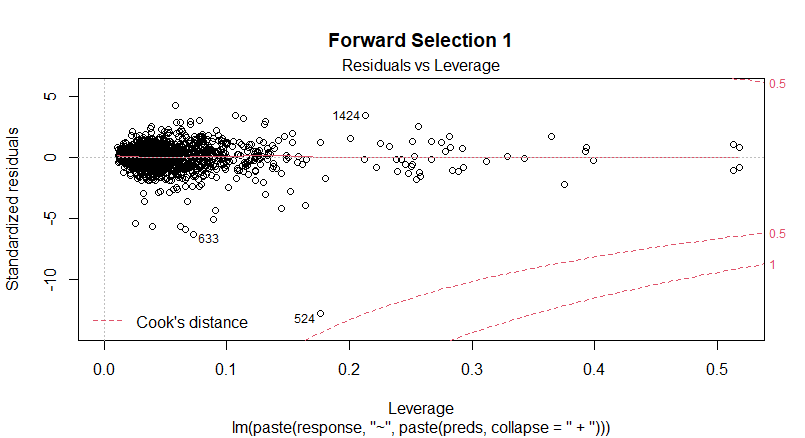 Forward Selection 1
Residuals vs Leverage
Standardized residuals
5
0
-5
-10
1424
633
524
0.5
0.5
1
Cook's distance
0.0 0.1 0.2 0.3 0.4 0.5
Leverage
lm(paste(response, "~", paste(preds, collapse = " + ")))